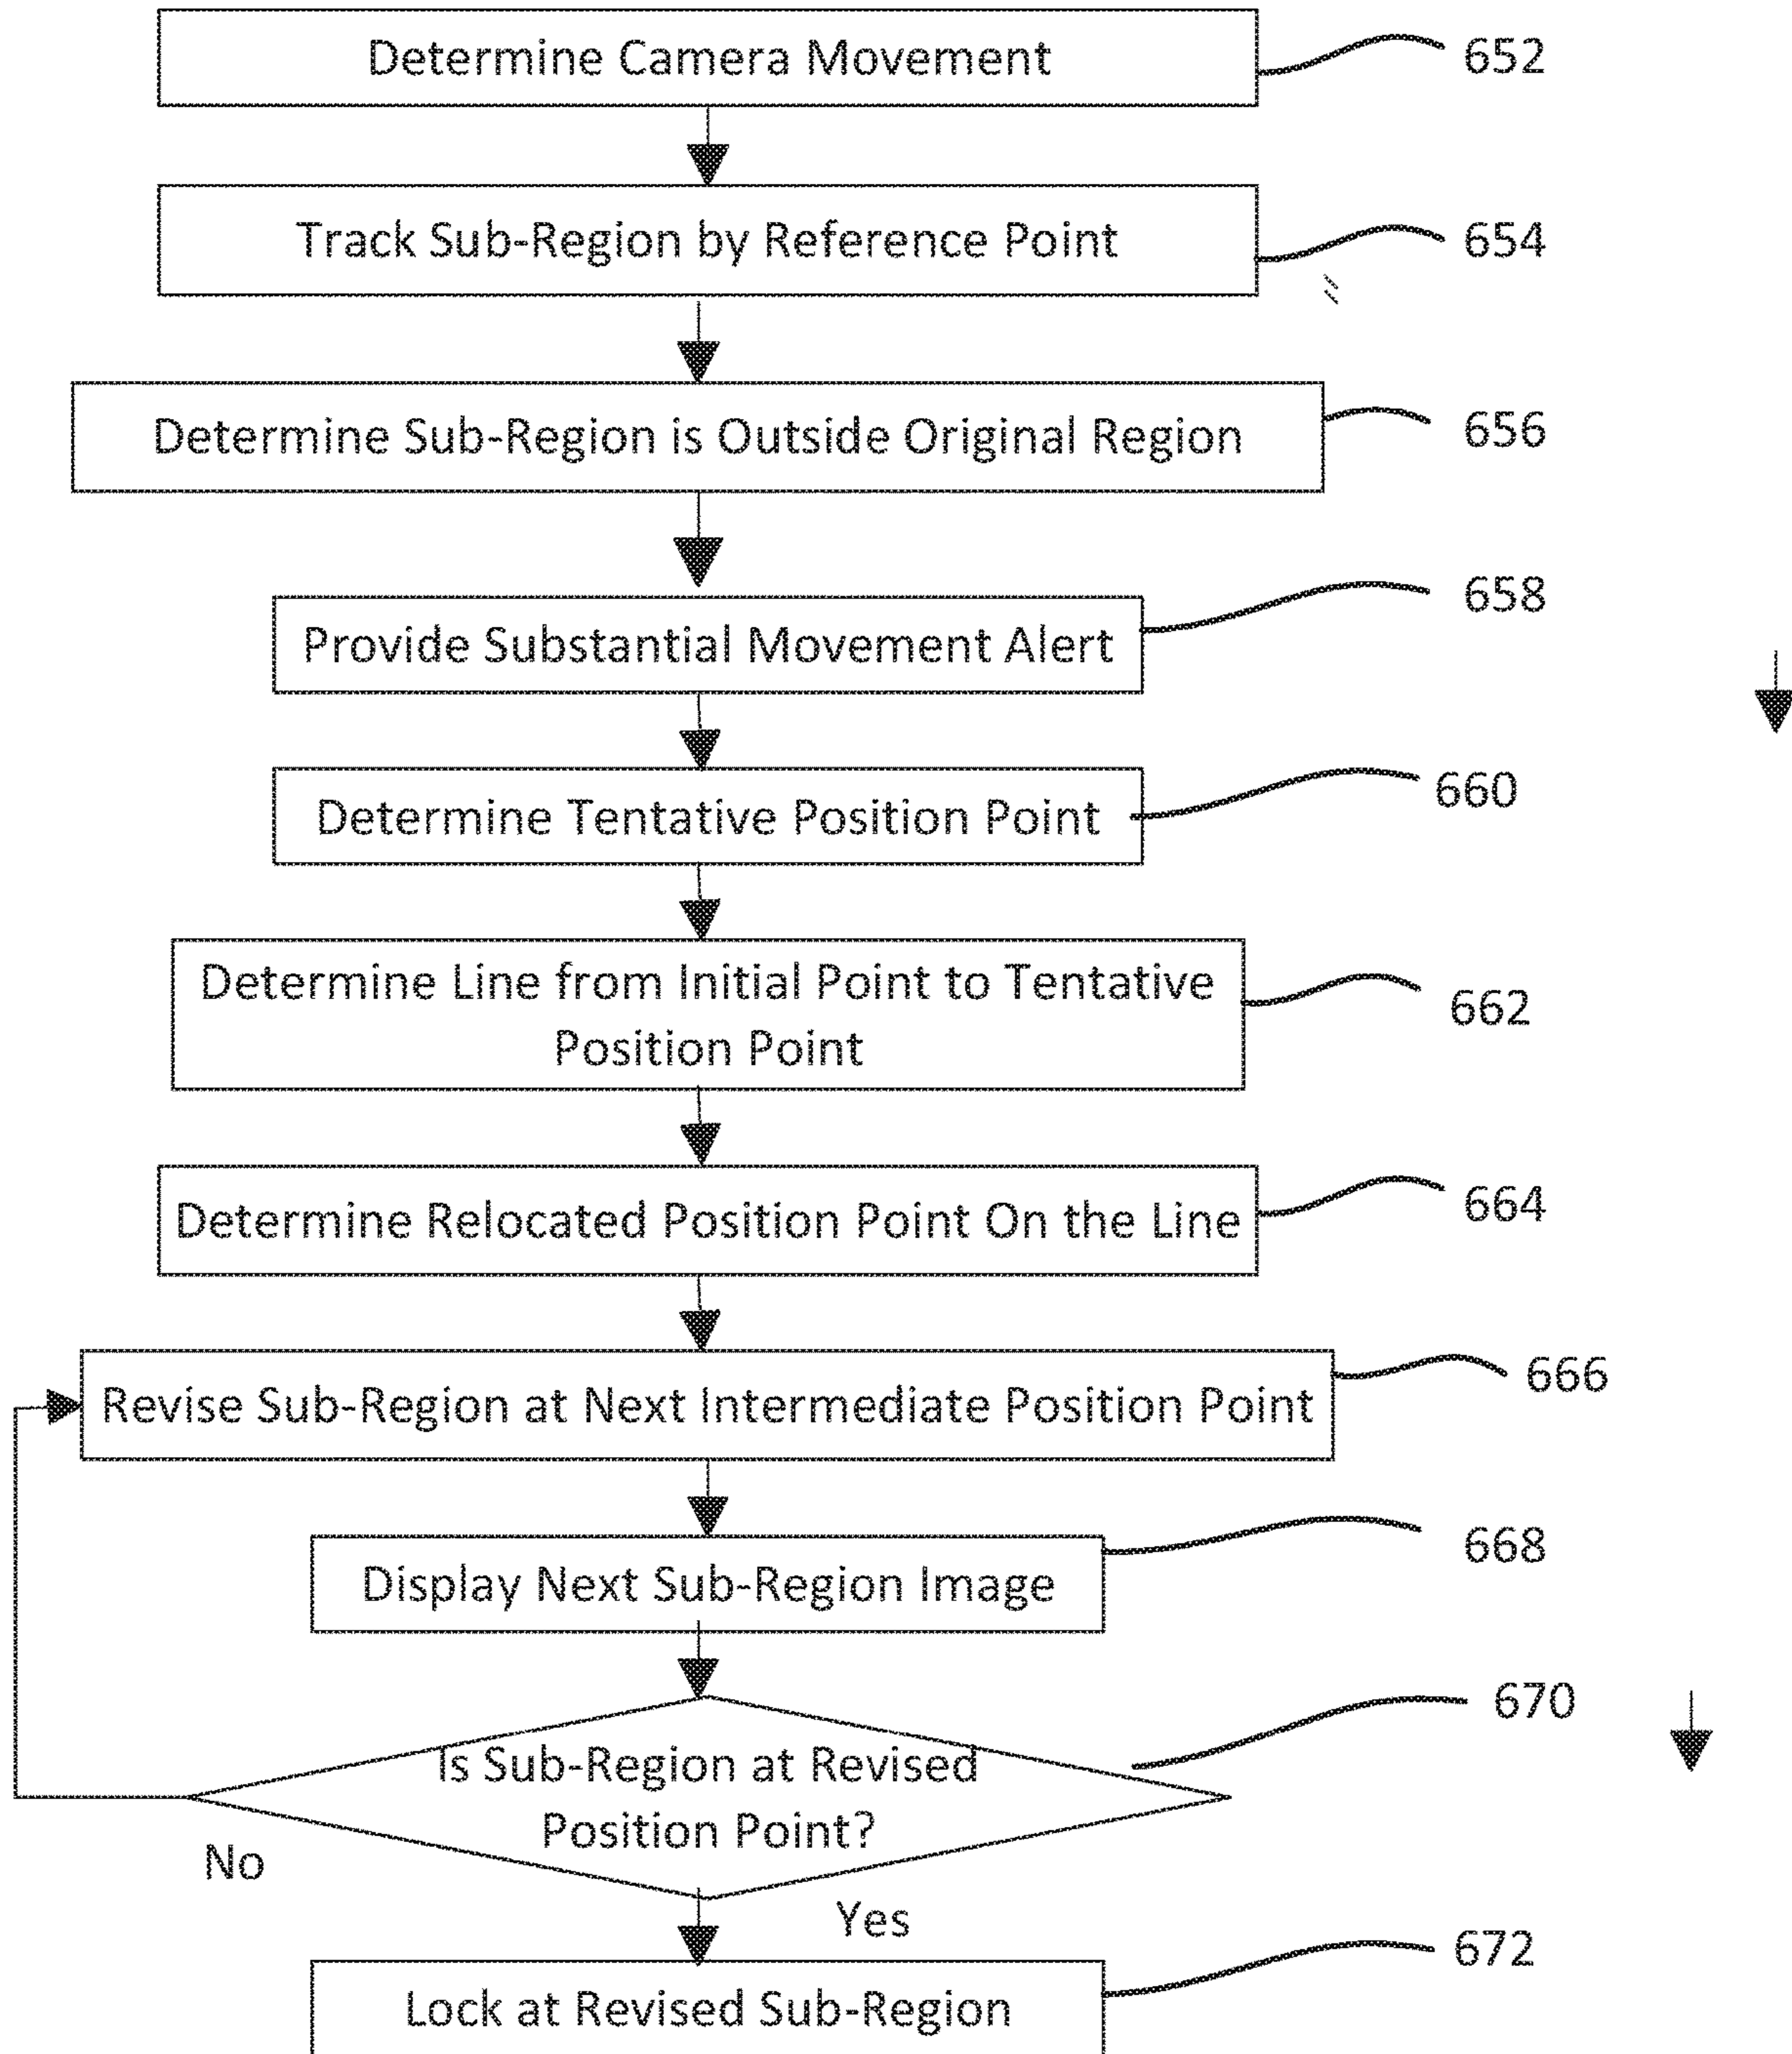 Determine Camera Movement
652
Track Sub-Region by Reference Point
654
Determine Sub-Region is Outside Original Region
656
Provide Substantial Movement Alert
658
Determine Tentative Position Point
660
Determine Line from Initial Point to Tentative
Position Point
662
Determine Relocated Position Point On the Line
664
Revise Sub-Region at Next Intermediate Position Point
666
Display Next Sub-Region Image
668
Is Sub-Region at Revised
Position Point?
670
No
Yes
Lock at Revised Sub-Region
672